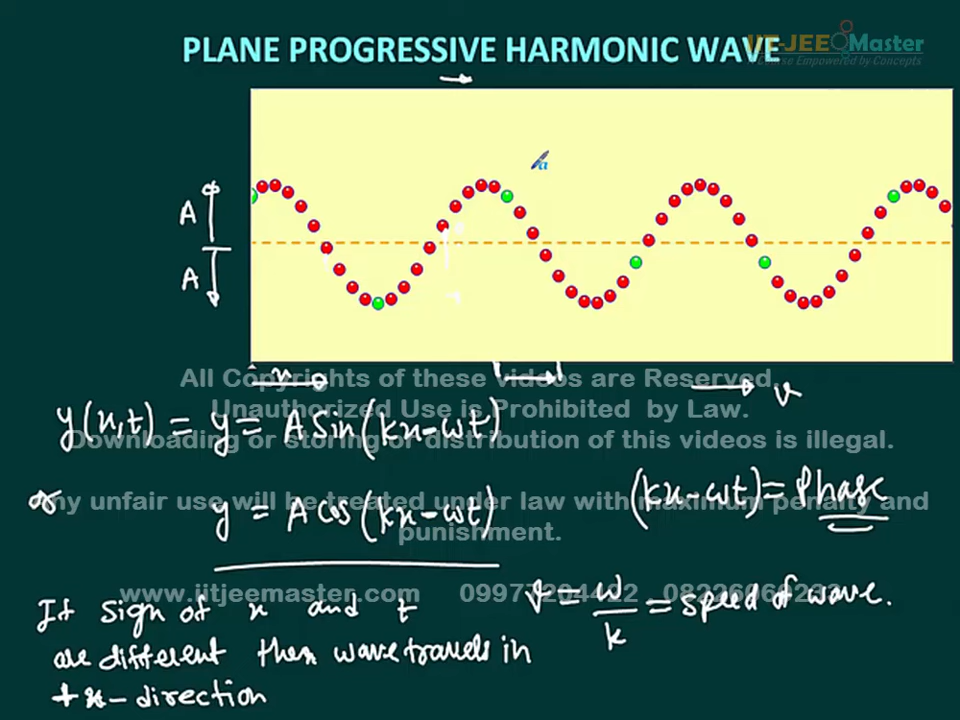 PLANE PROGRESSIVE HARMONIC WAVE
IIT-JEE Master
A Course Empowered by Concepts
A
A
x
v
All Copyrights of these videos are Reserved.
Unauthorized Use is Prohibited by Law.
Downloading or storing or distribution of this videos is illegal.
Any unfair use will be treated under law with maximum penalty and
punishment.
www.iitjeemaster.com
y(x,t) = y = A Sin(kx-ωt)
or
y = A cos(kx-ωt)
(kx-ωt) = Phase
v = ω/k = speed of wave.
If sign of x and t
are different then wave travels in
+x-direction